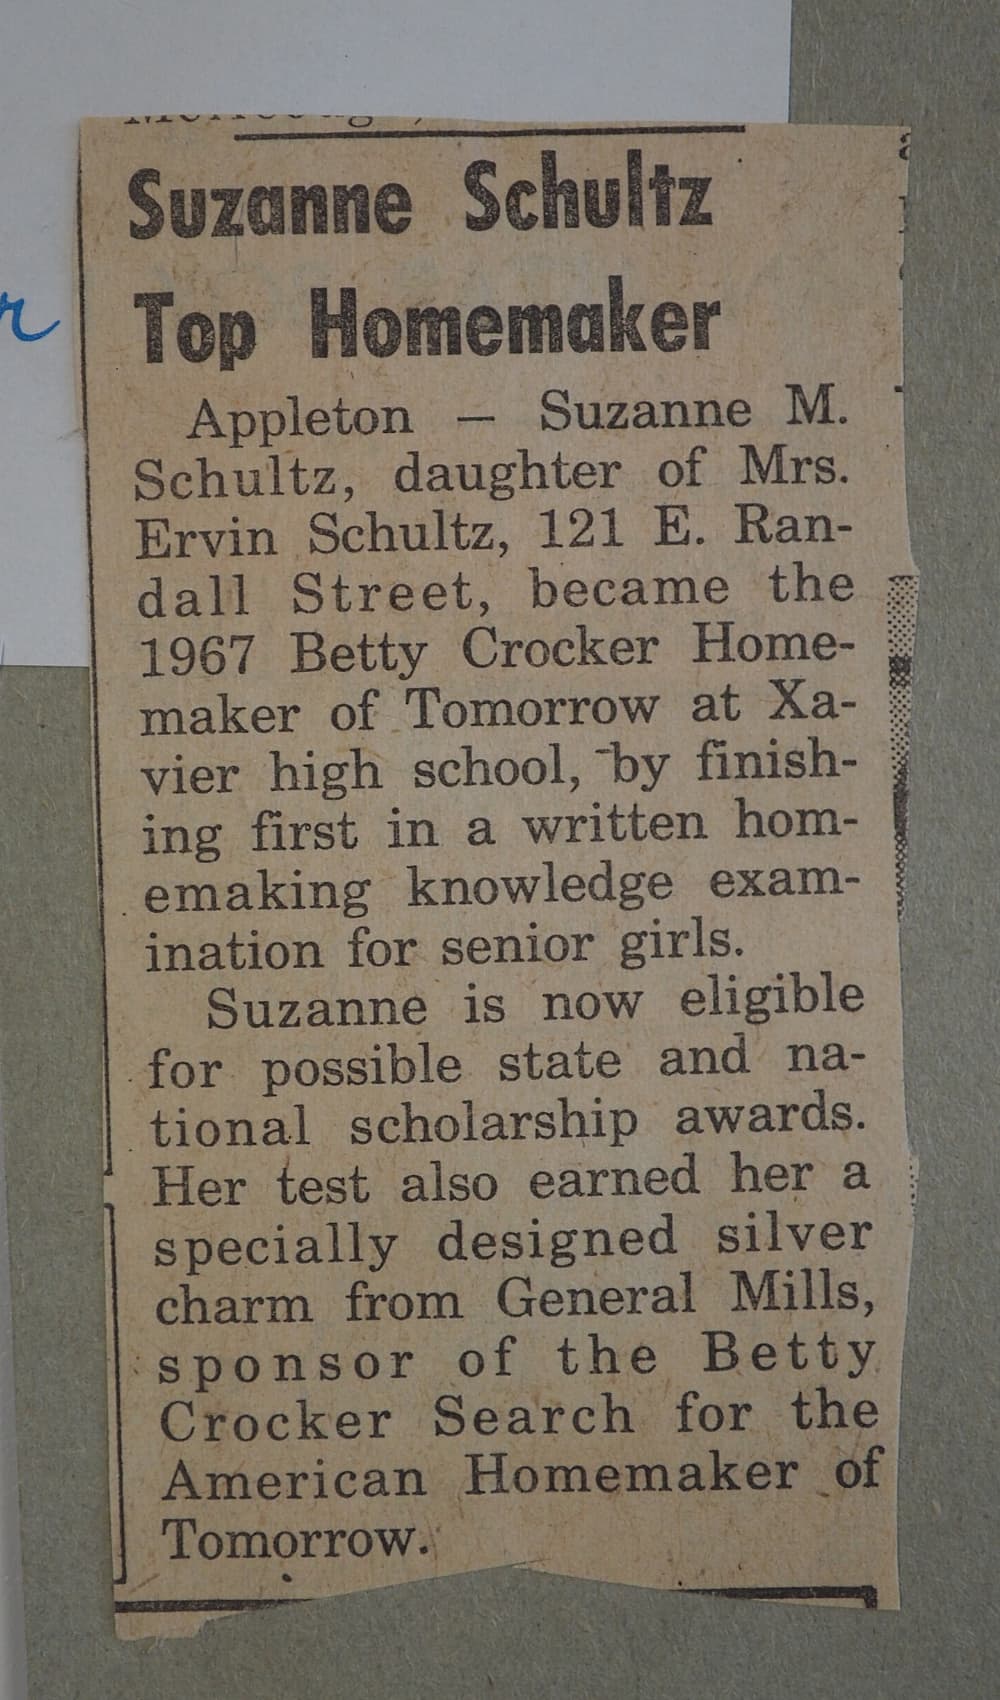 Suzanne Schultz
Top Homemaker
Appleton — Suzanne M.
Schultz, daughter of Mrs.
Ervin Schultz, 121 E. Ran-
dall Street, became the
1967 Betty Crocker Home-
maker of Tomorrow at Xa-
vier high school, by finish-
ing first in a written hom-
emaking knowledge exam-
ination for senior girls.
Suzanne is now eligible
for possible state and na-
tional scholarship awards.
Her test also earned her a
specially designed silver
charm from General Mills,
sponsor of the Betty
Crocker Search for the
American Homemaker of
Tomorrow.